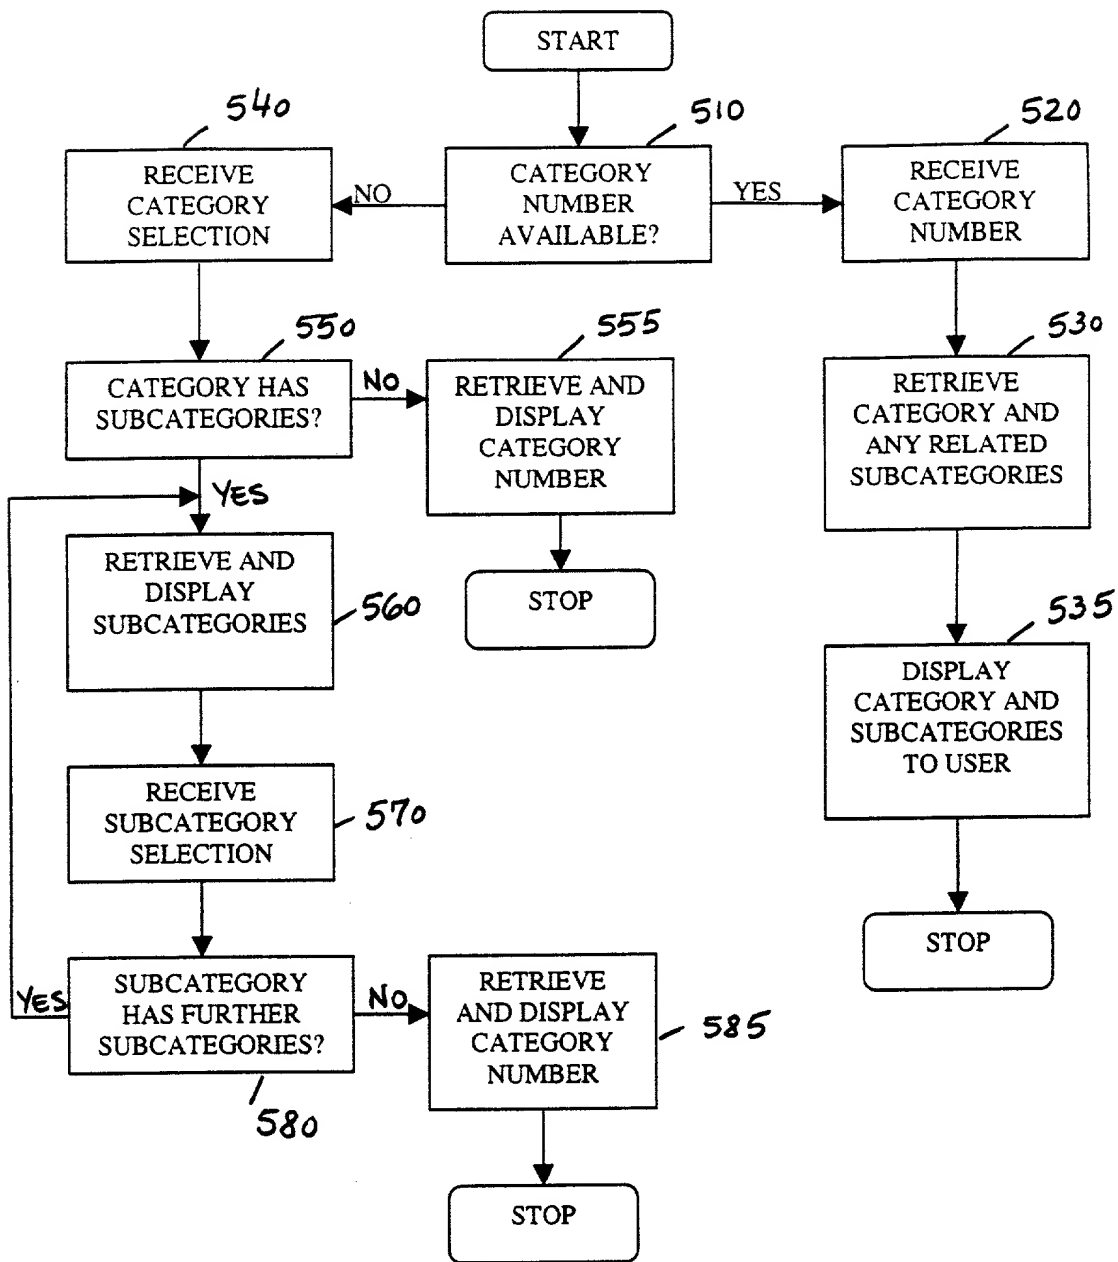 START
540
510
520
RECEIVE
CATEGORY
SELECTION
NO
CATEGORY
NUMBER
AVAILABLE?
YES
RECEIVE
CATEGORY
NUMBER
550
555
530
CATEGORY HAS
SUBCATEGORIES?
NO
RETRIEVE AND
DISPLAY
CATEGORY
NUMBER
RETRIEVE
CATEGORY AND
ANY RELATED
SUBCATEGORIES
YES
RETRIEVE AND
DISPLAY
SUBCATEGORIES
560
STOP
535
DISPLAY
CATEGORY AND
SUBCATEGORIES
TO USER
RECEIVE
SUBCATEGORY
SELECTION
570
STOP
YES
SUBCATEGORY
HAS FURTHER
SUBCATEGORIES?
NO
RETRIEVE
AND DISPLAY
CATEGORY
NUMBER
585
580
STOP